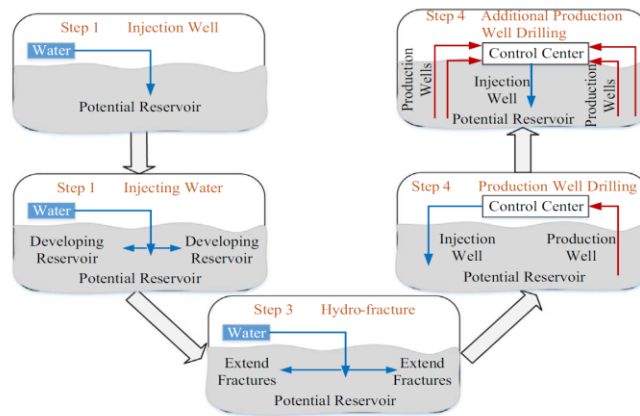 Step 1 Injection Well
Water
Potential Reservoir
Step 1 Injecting Water
Water
Developing
Reservoir
Developing
Reservoir
Potential Reservoir
Step 3 Hydro-fracture
Water
Extend
Fractures
Extend
Fractures
Potential Reservoir
Step 4 Production Well Drilling
Control Center
Injection
Well
Production
Well
Potential Reservoir
Step 4 Additional Production
Well Drilling
Control Center
Production
Wells
Injection
Well
Production
Wells
Potential Reservoir